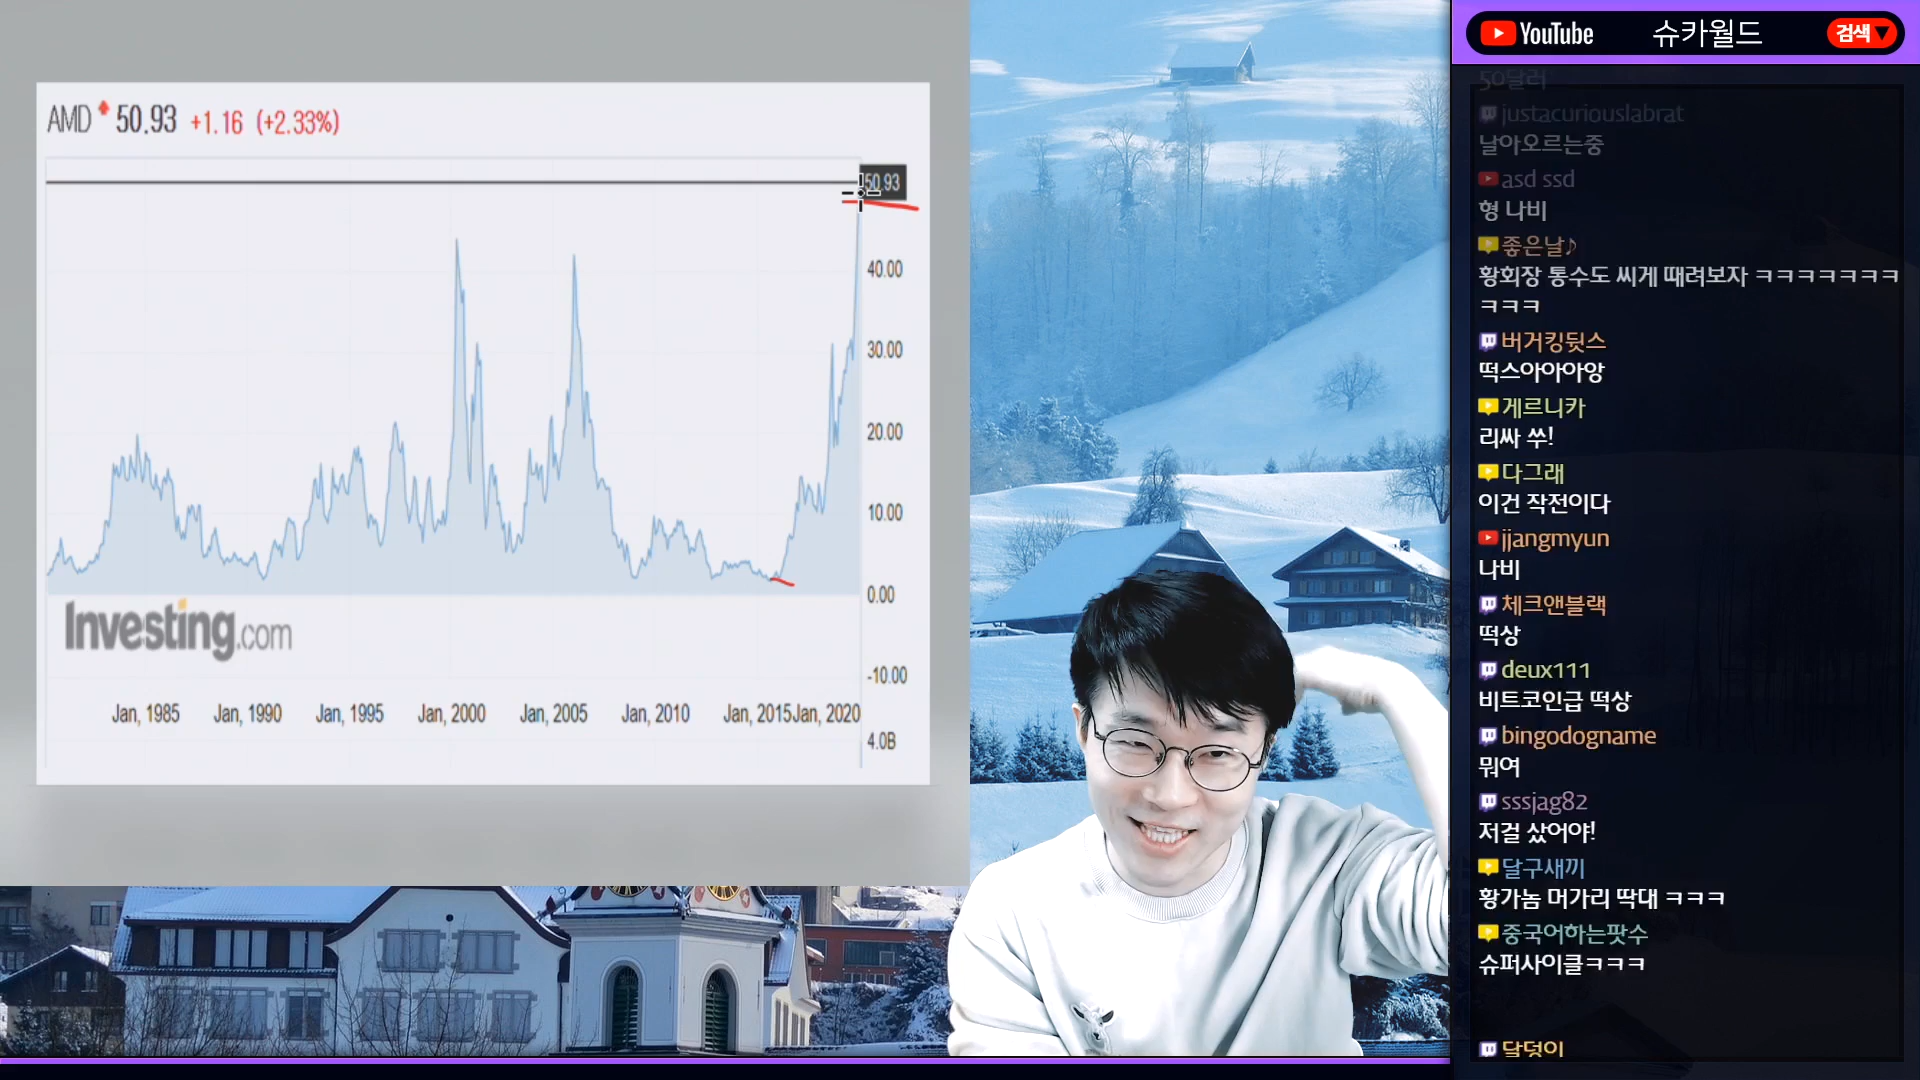 AMD 50.93 +1.16 (+2.33%)
50.93
40.00
30.00
20.00
10.00
0.00
-10.00
4.0B
Investing.com
Jan, 1985 Jan, 1990 Jan, 1995 Jan, 2000 Jan, 2005 Jan, 2010 Jan, 2015 Jan, 2020
YouTube 슈카월드 검색▼
50달러
justacuriouslabrat
날아오르는중
asd ssd
형 나비
좋은날♪
황회장 통수도 씨게 때려보자 ㅋㅋㅋㅋㅋㅋㅋ
ㅋㅋㅋ
버거킹뒷스
떡스아아아앙
게르니카
리싸 쑤!
다그래
이건 작전이다
jjangmyun
나비
체크앤블랙
떡상
deux111
비트코인급 떡상
bingodogname
뭐여
sssjag82
저걸 샀어야!
달구새끼
황가놈 머가리 딱대 ㅋㅋㅋ
중국어하는팟수
슈퍼사이클ㅋㅋㅋ
달덩이